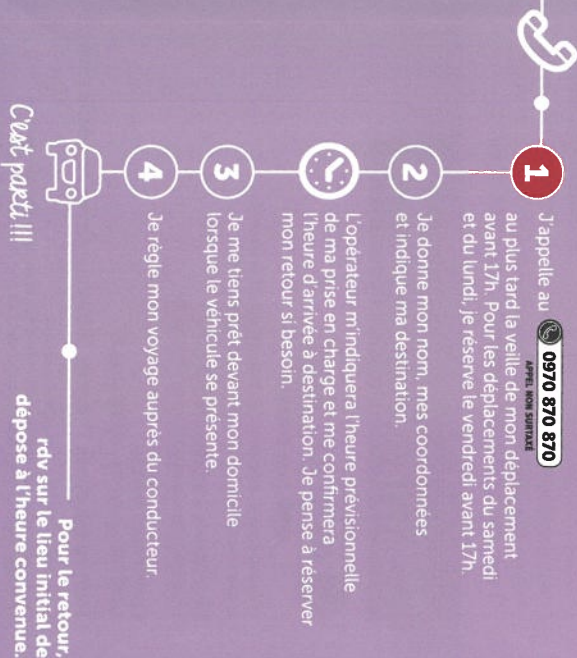 1
J'appelle au 0970 870 870
APPEL NON SURTAXE
au plus tard la veille de mon déplacement
avant 17h. Pour les déplacements du samedi
et du lundi, je réserve le vendredi avant 17h.
2
Je donne mon nom, mes coordonnées
et indique ma destination.
L'opérateur m'indiquera l'heure prévisionnelle
de ma prise en charge et me confirmera
l'heure d'arrivée à destination. Je pense à réserver
mon retour si besoin.
3
Je me tiens prêt devant mon domicile
lorsque le véhicule se présente.
4
Je règle mon voyage auprès du conducteur.
C'est parti !!!
Pour le retour,
rdv sur le lieu initial de
dépose à l'heure convenue.